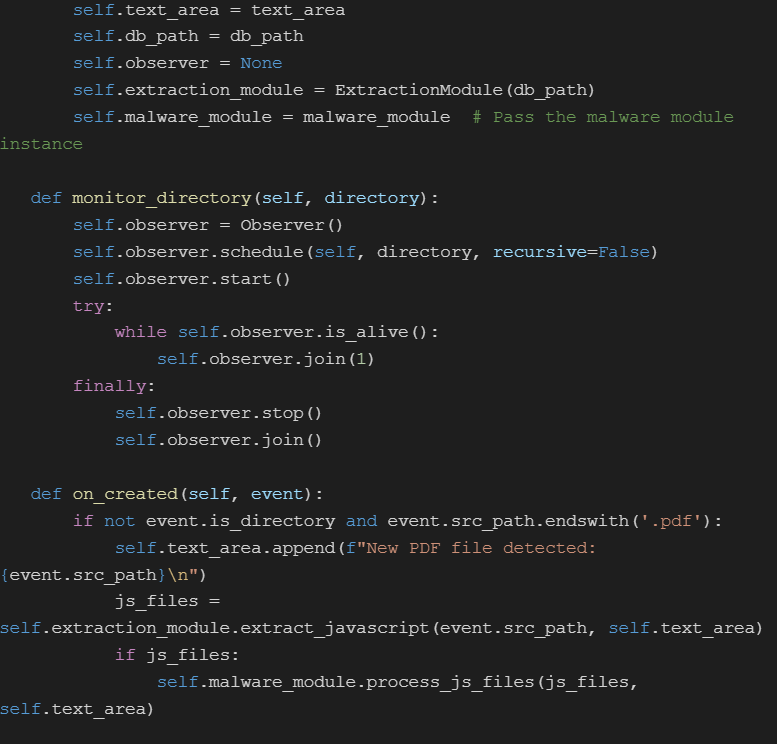 self.text_area = text_area
self.db_path = db_path
self.observer = None
self.extraction_module = ExtractionModule(db_path)
self.malware_module = malware_module  # Pass the malware module
instance
def monitor_directory(self, directory):
self.observer = Observer()
self.observer.schedule(self, directory, recursive=False)
self.observer.start()
try:
while self.observer.is_alive():
self.observer.join(1)
finally:
self.observer.stop()
self.observer.join()
def on_created(self, event):
if not event.is_directory and event.src_path.endswith('.pdf'):
self.text_area.append(f"New PDF file detected:
{event.src_path}\n")
js_files =
self.extraction_module.extract_javascript(event.src_path, self.text_area)
if js_files:
self.malware_module.process_js_files(js_files,
self.text_area)